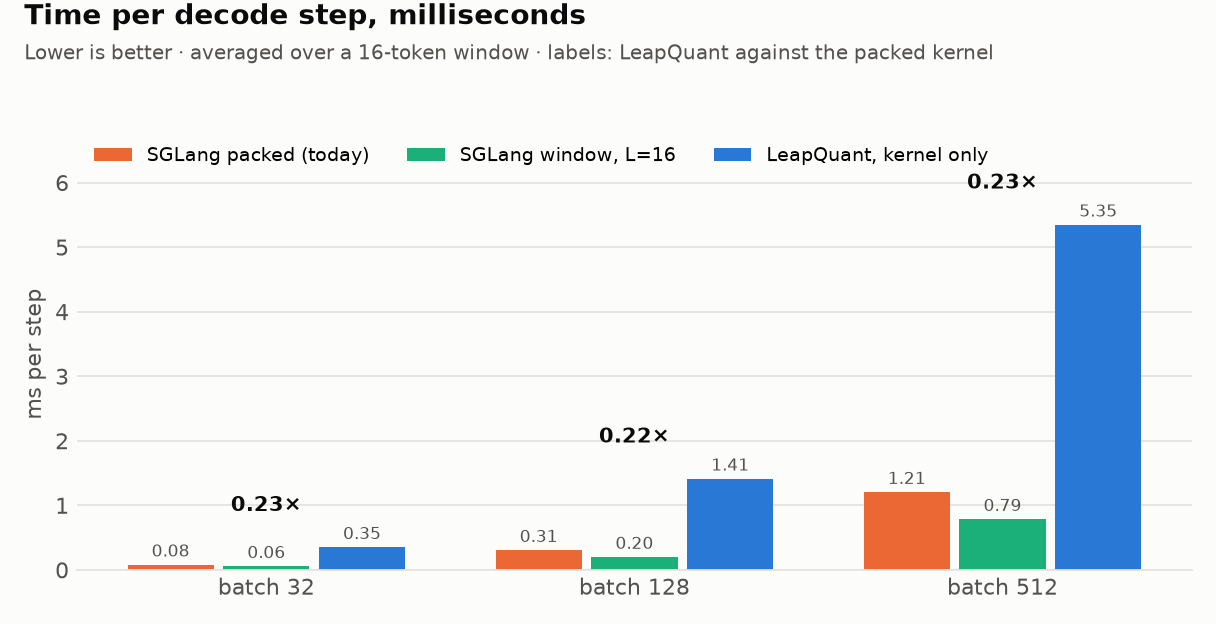 Time per decode step, milliseconds
Lower is better · averaged over a 16-token window · labels: LeapQuant against the packed kernel
SGLang packed (today) SGLang window, L=16 LeapQuant, kernel only
ms per step
6
5
4
3
2
1
0
0.23×
0.22×
0.23×
0.08 0.06 0.35
0.31 0.20 1.41
1.21 0.79 5.35
batch 32 batch 128 batch 512